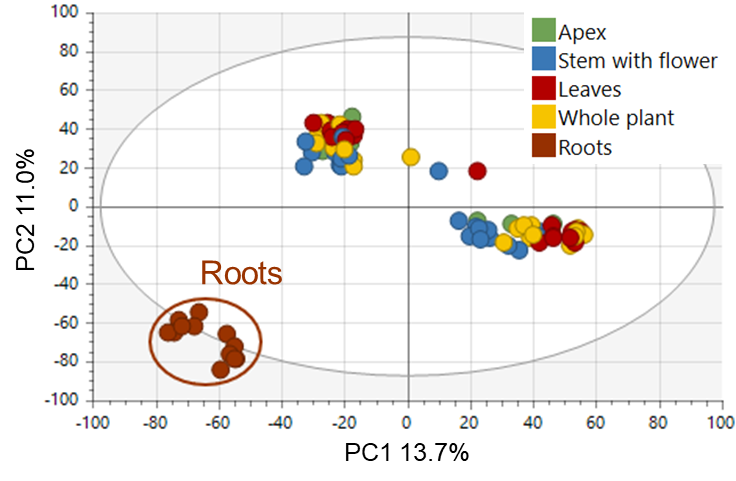 100
80
60
40
20
0
-20
-40
-60
-80
-100
PC2 11.0%
Apex
Stem with flower
Leaves
Whole plant
Roots
Roots
-100 -80 -60 -40 -20 0 20 40 60 80 100
PC1 13.7%